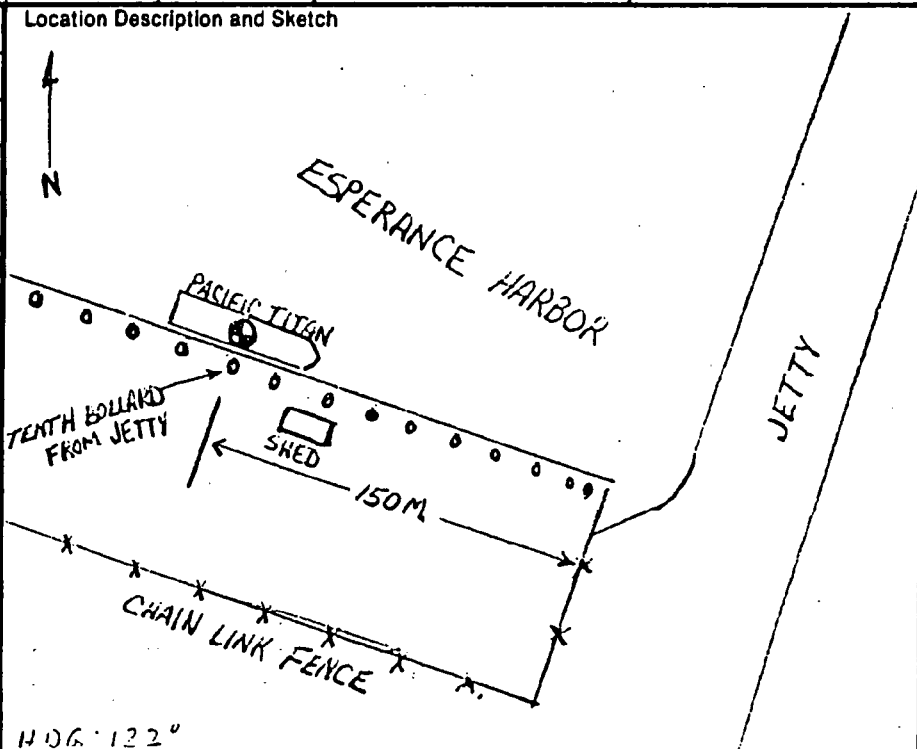 Location Description and Sketch
N
ESPERANCE HARBOR
PACIFIC TITAN
TENTH BOLLARD
FROM JETTY
SHED
150M
JETTY
CHAIN LINK FENCE
HDG 122°